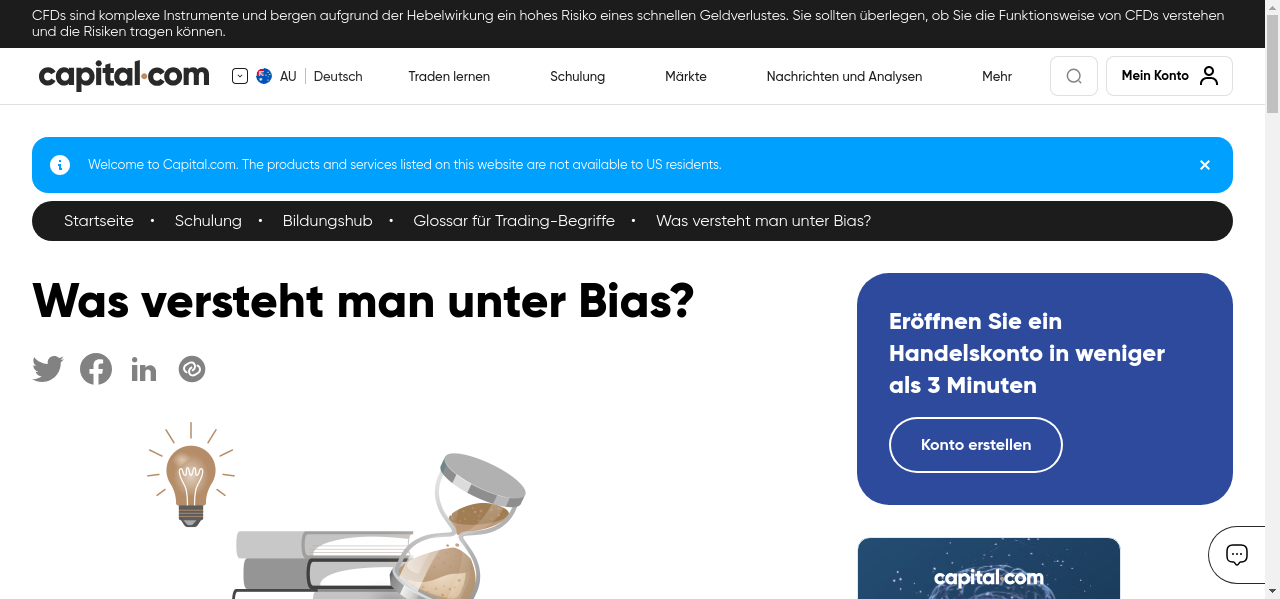 CFDs sind komplexe Instrumente und bergen aufgrund der Hebelwirkung ein hohes Risiko eines schnellen Geldverlustes. Sie sollten überlegen, ob Sie die Funktionsweise von CFDs verstehen
und die Risiken tragen können.
capital.com
AU
Deutsch
Traden lernen
Schulung
Märkte
Nachrichten und Analysen
Mehr
Mein Konto
Welcome to Capital.com. The products and services listed on this website are not available to US residents.
Startseite • Schulung • Bildungshub • Glossar für Trading-Begriffe • Was versteht man unter Bias?
Was versteht man unter Bias?
Eröffnen Sie ein
Handelskonto in weniger
als 3 Minuten
Konto erstellen
capital.com